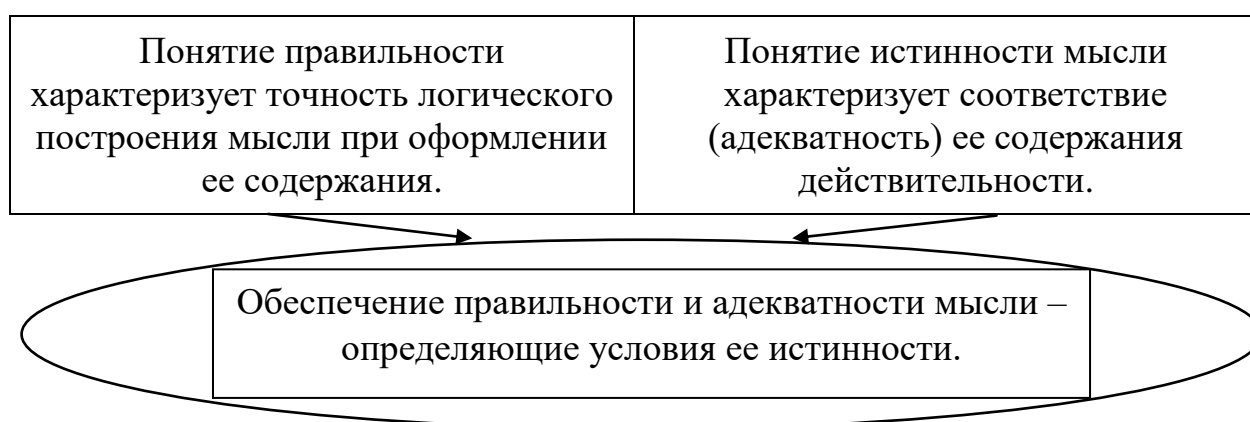 Понятие правильности
характеризует точность логического
построения мысли при оформлении
ее содержания.
Понятие истинности мысли
характеризует соответствие
(адекватность) ее содержания
действительности.
Обеспечение правильности и адекватности мысли –
определяющие условия ее истинности.